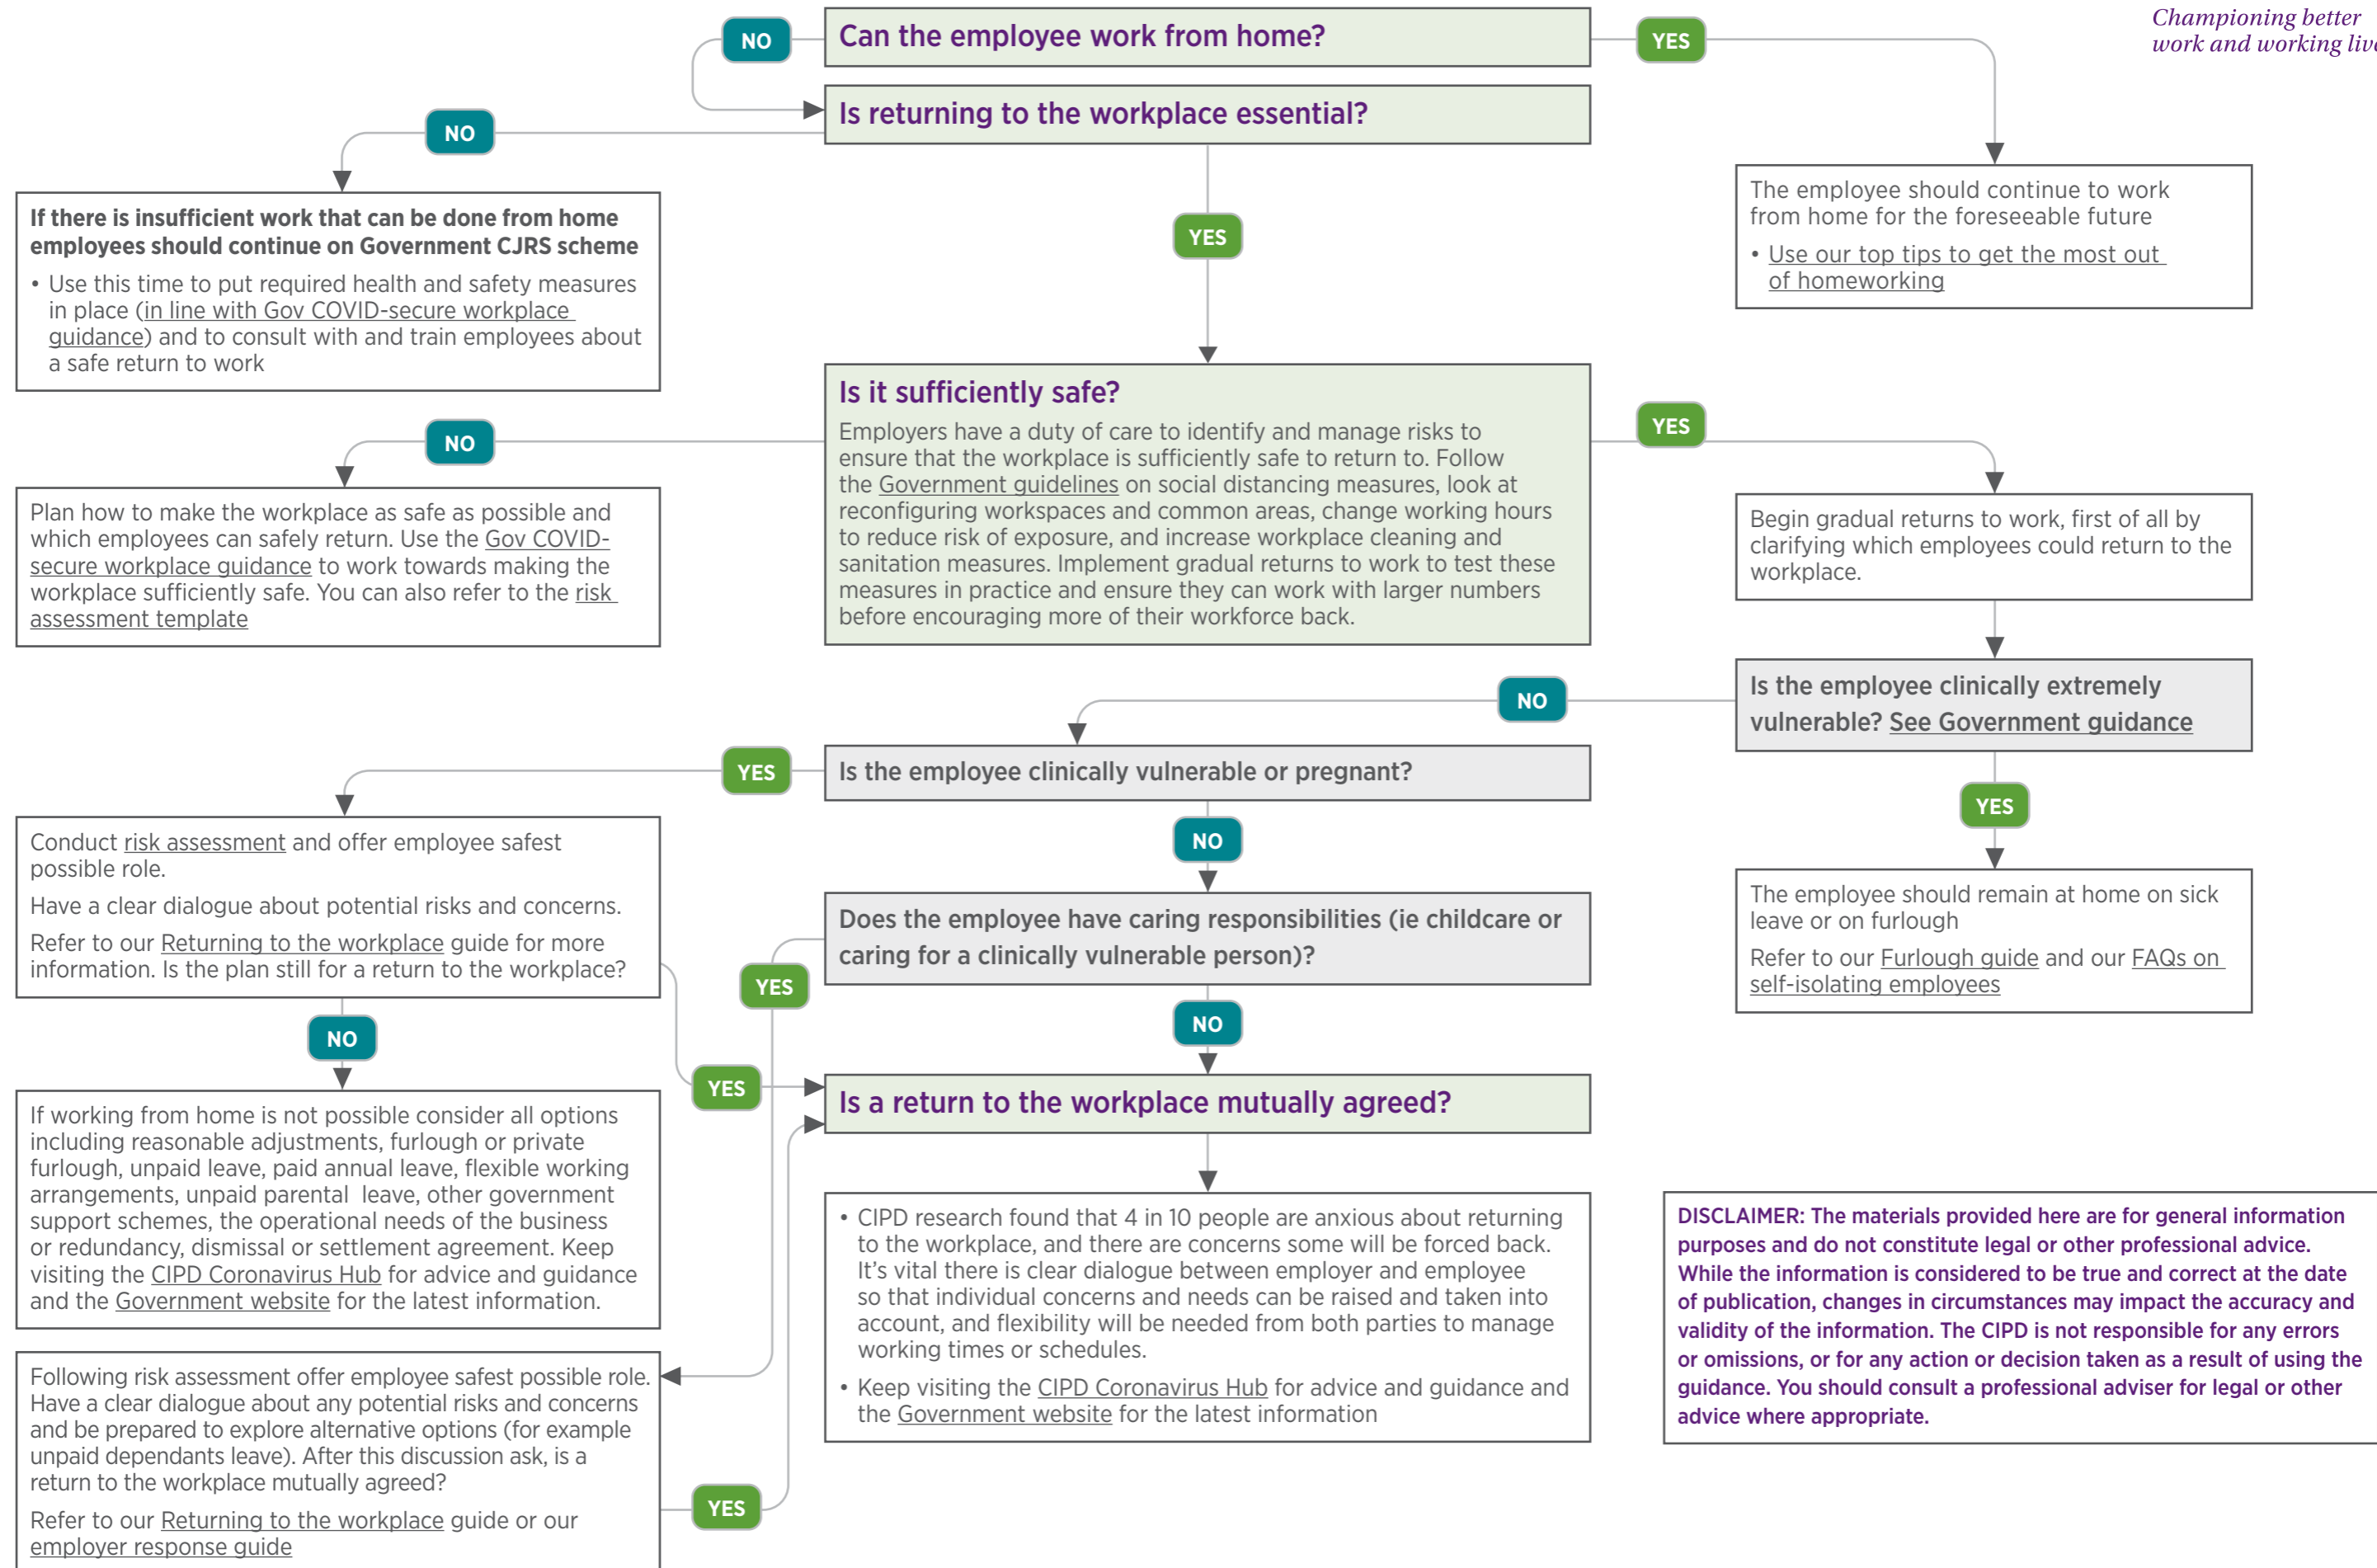 Championing better
work and working
NO
Can the employee work from home?
YES
Is returning to the workplace essential?
NO
If there is insufficient work that can be done from home
employees should continue on Government CJRS scheme
• Use this time to put required health and safety measures
in place (in line with Gov COVID-secure workplace
guidance) and to consult with and train employees about
a safe return to work
YES
The employee should continue to work
from home for the foreseeable future
• Use our top tips to get the most out
of homeworking
Is it sufficiently safe?
Employers have a duty of care to identify and manage risks to
ensure that the workplace is sufficiently safe to return to. Follow
the Government guidelines on social distancing measures, look at
reconfiguring workspaces and common areas, change working hours
to reduce risk of exposure, and increase workplace cleaning and
sanitation measures. Implement gradual returns to work to test these
measures in practice and ensure they can work with larger numbers
before encouraging more of their workforce back.
NO
Plan how to make the workplace as safe as possible and
which employees can safely return. Use the Gov COVID-
secure workplace guidance to work towards making the
workplace sufficiently safe. You can also refer to the risk
assessment template
YES
Begin gradual returns to work, first of all by
clarifying which employees could return to the
workplace.
Is the employee clinically extremely
vulnerable? See Government guidance
NO
YES
The employee should remain at home on sick
leave or on furlough
Refer to our Furlough guide and our FAQs on
self-isolating employees
Is the employee clinically vulnerable or pregnant?
YES
Conduct risk assessment and offer employee safest
possible role.
Have a clear dialogue about potential risks and concerns.
Refer to our Returning to the workplace guide for more
information. Is the plan still for a return to the workplace?
NO
Does the employee have caring responsibilities (ie childcare or
caring for a clinically vulnerable person)?
YES
NO
NO
YES
If working from home is not possible consider all options
including reasonable adjustments, furlough or private
furlough, unpaid leave, paid annual leave, flexible working
arrangements, unpaid parental leave, other government
support schemes, the operational needs of the business
or redundancy, dismissal or settlement agreement. Keep
visiting the CIPD Coronavirus Hub for advice and guidance
and the Government website for the latest information.
Is a return to the workplace mutually agreed?
• CIPD research found that 4 in 10 people are anxious about returning
to the workplace, and there are concerns some will be forced back.
It's vital there is clear dialogue between employer and employee
so that individual concerns and needs can be raised and taken into
account, and flexibility will be needed from both parties to manage
working times or schedules.
• Keep visiting the CIPD Coronavirus Hub for advice and guidance and
the Government website for the latest information
Following risk assessment offer employee safest possible role.
Have a clear dialogue about any potential risks and concerns
and be prepared to explore alternative options (for example
unpaid dependants leave). After this discussion ask, is a
return to the workplace mutually agreed?
Refer to our Returning to the workplace guide or our
employer response guide
YES
DISCLAIMER: The materials provided here are for general information
purposes and do not constitute legal or other professional advice.
While the information is considered to be true and correct at the date
of publication, changes in circumstances may impact the accuracy and
validity of the information. The CIPD is not responsible for any errors
or omissions, or for any action or decision taken as a result of using the
guidance. You should consult a professional adviser for legal or other
advice where appropriate.